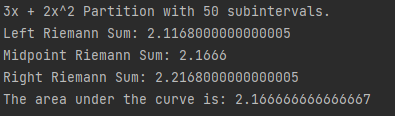 3x + 2x^2 Partition with 50 subintervals.
Left Riemann Sum: 2.1168000000000005
Midpoint Riemann Sum: 2.1666
Right Riemann Sum: 2.2168000000000005
The area under the curve is: 2.166666666666667